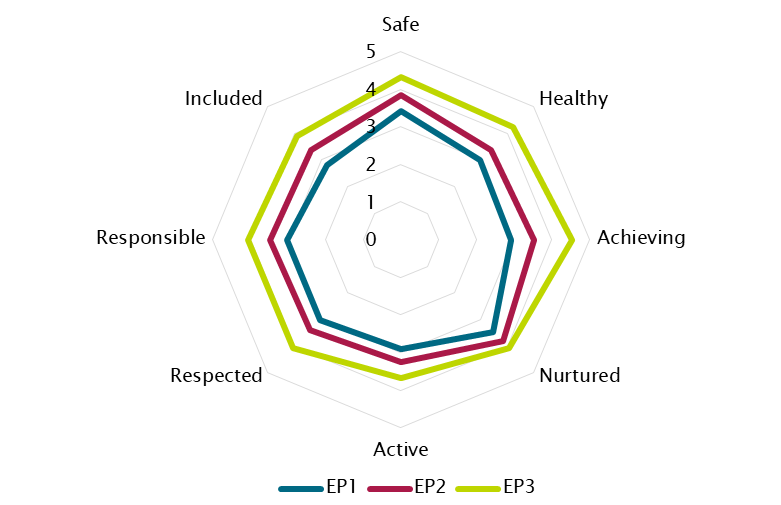 Safe
5
Included
4
Healthy
3
2
1
Responsible
0
Achieving
Respected
Nurtured
Active
EP1 EP2 EP3